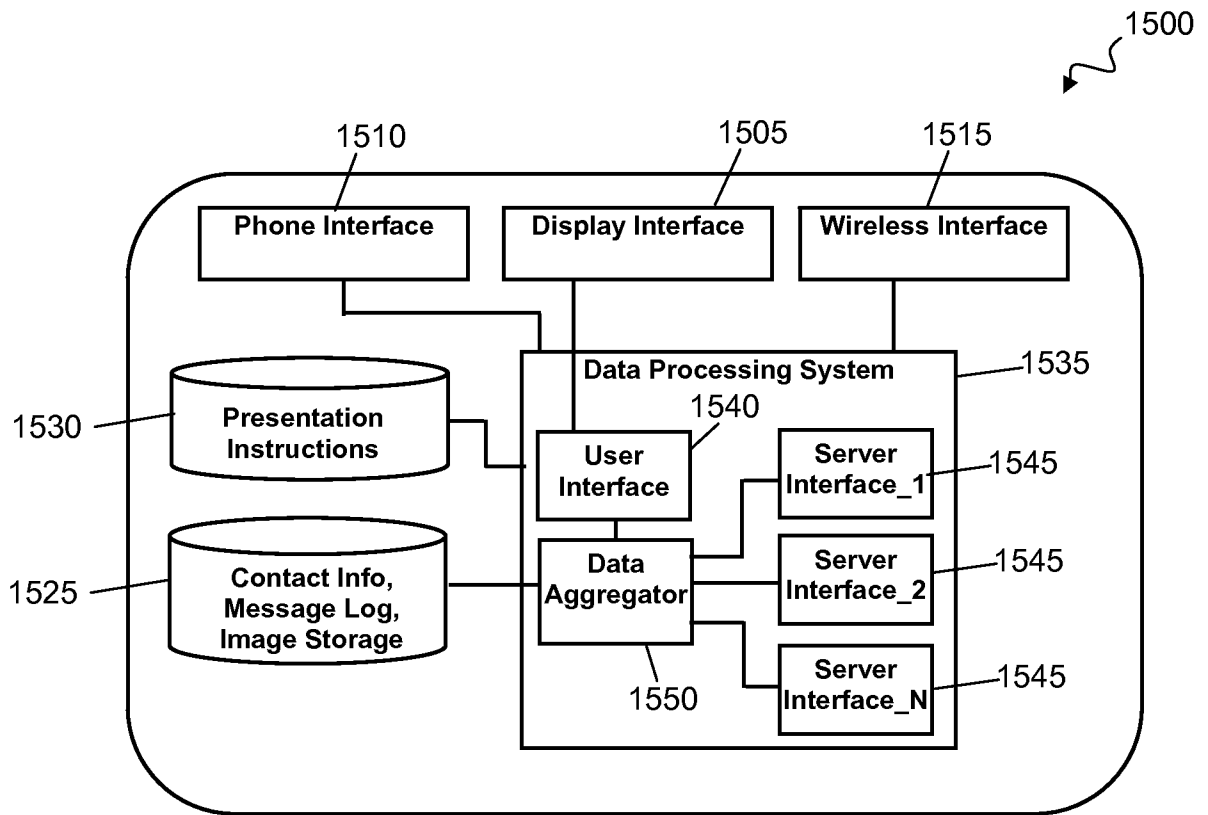 1500
1510
1505
1515
Phone Interface
Display Interface
Wireless Interface
Data Processing System
1535
1530
Presentation
Instructions
1540
User
Interface
Server
Interface_1
1545
1525
Contact Info,
Message Log,
Image Storage
Data
Aggregator
1550
Server
Interface_2
1545
Server
Interface_N
1545